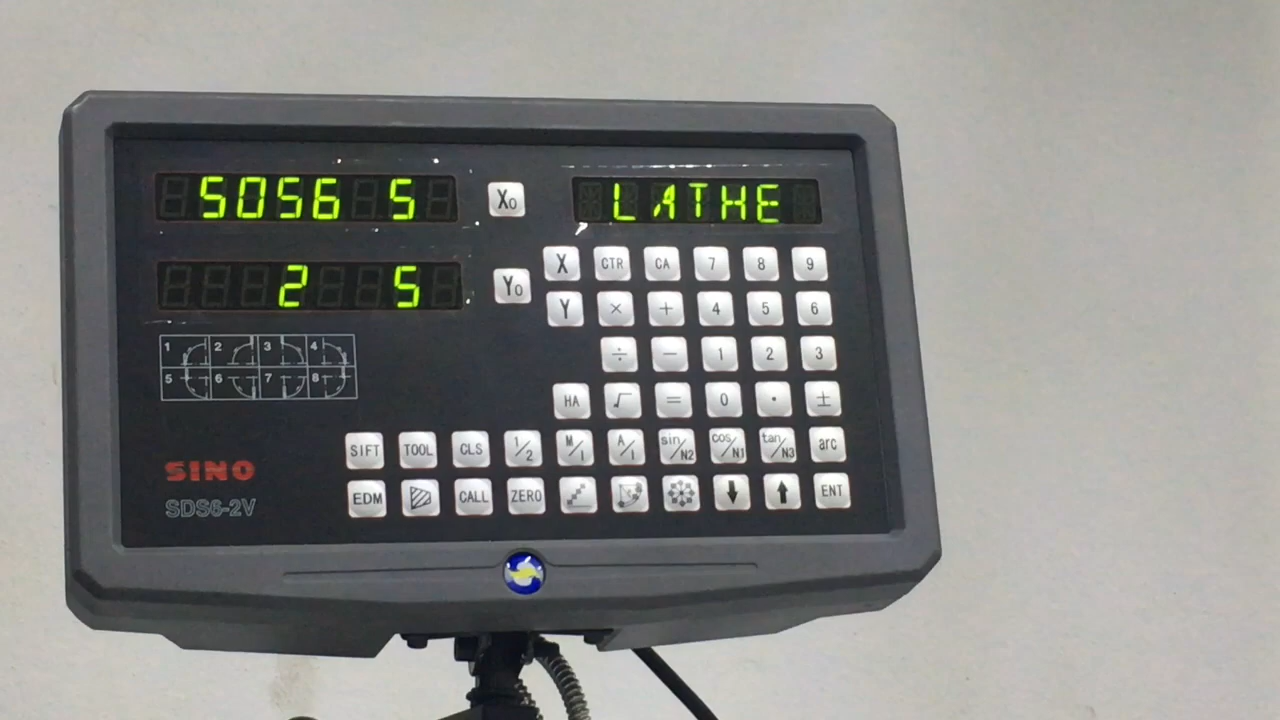 5056 5
X0
LATHE
2 5
Y0
X CTR CA 7 8 9
Y × + 4 5 6
÷ − 1 2 3
HA √ = 0 . ±
1 2 3 4
5 6 7 8
SIFT TOOL CLS 1/2 M/I A/I sin/N2 cos/N1 tan/N3 arc
EDM CALL ZERO ↓ ↑ ENT
SINO
SDS6-2V